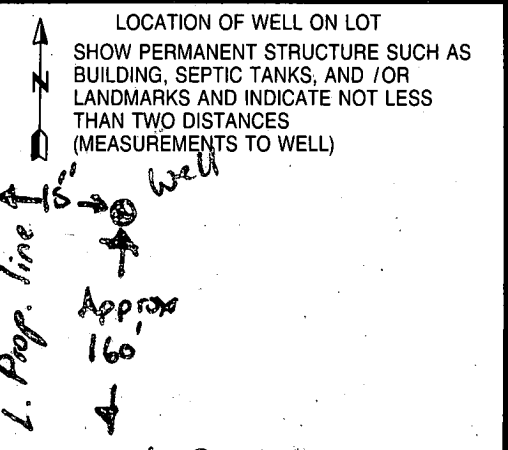 LOCATION OF WELL ON LOT
SHOW PERMANENT STRUCTURE SUCH AS
BUILDING, SEPTIC TANKS, AND /OR
LANDMARKS AND INDICATE NOT LESS
THAN TWO DISTANCES
(MEASUREMENTS TO WELL)
N
Well
15"
L. Prop. line
Approx
160'